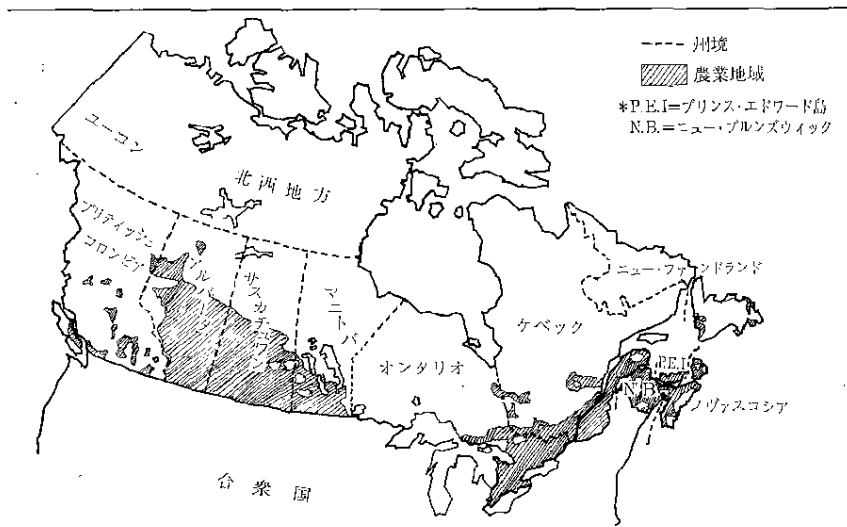 州境
農業地域
*P.E.I=プリンス・エドワード島
N.B.=ニュー・ブルンズウィック
ユーコン
北西地方
ブリティッシュ
コロンビア
アルバータ
サスカチェワン
マニトバ
オンタリオ
ケベック
ニュー・ファンドランド
P.E.I
N.B
ノヴァスコシア
合衆国